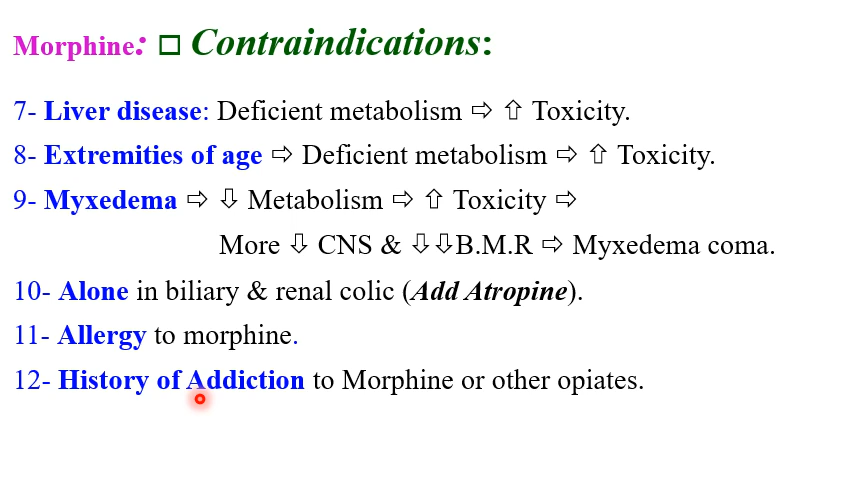 Morphine: □ Contraindications:
7- Liver disease: Deficient metabolism ⇨ ⇧ Toxicity.
8- Extremities of age ⇨ Deficient metabolism ⇨ ⇧ Toxicity.
9- Myxedema ⇨ ⇩ Metabolism ⇨ ⇧ Toxicity ⇨
More ⇩ CNS & ⇩⇩B.M.R ⇨ Myxedema coma.
10- Alone in biliary & renal colic (Add Atropine).
11- Allergy to morphine.
12- History of Addiction to Morphine or other opiates.